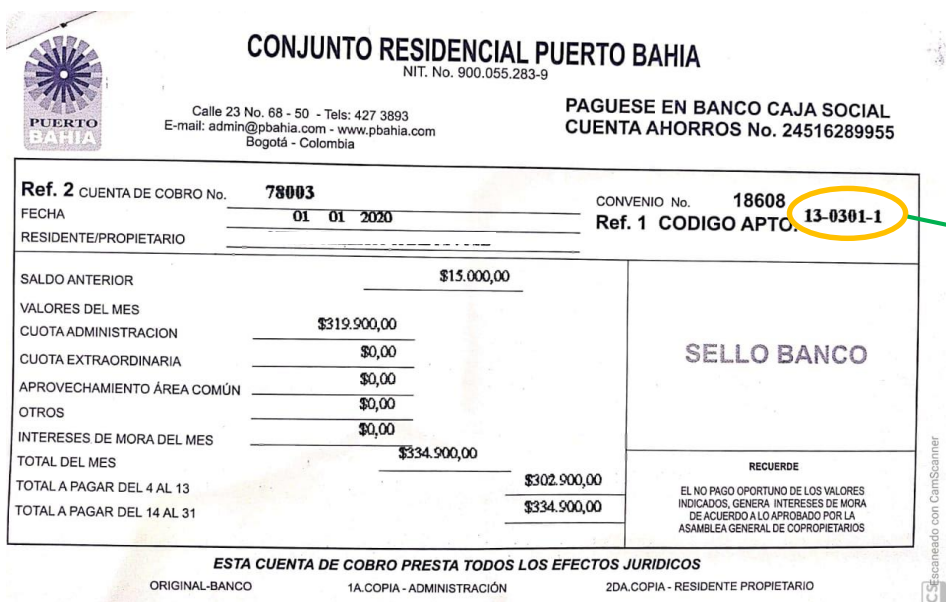 CONJUNTO RESIDENCIAL PUERTO BAHIA
NIT. No. 900.055.283-9
PUERTO
BAHIA
Calle 23 No. 68 - 50 - Tels: 427 3893
E-mail: admin@pbahia.com - www.pbahia.com
Bogotá - Colombia
PAGUESE EN BANCO CAJA SOCIAL
CUENTA AHORROS No. 24516289955
Ref. 2 CUENTA DE COBRO No. 78003
CONVENIO No. 18608
FECHA 01 01 2020
Ref. 1 CODIGO APTO. 13-0301-1
RESIDENTE/PROPIETARIO
SALDO ANTERIOR $15.000,00
VALORES DEL MES
CUOTA ADMINISTRACION $319.900,00
CUOTA EXTRAORDINARIA $0,00
APROVECHAMIENTO ÁREA COMÚN $0,00
OTROS $0,00
INTERESES DE MORA DEL MES $0,00
TOTAL DEL MES $334.900,00
TOTAL A PAGAR DEL 4 AL 13 $302.900,00
TOTAL A PAGAR DEL 14 AL 31 $334.900,00
SELLO BANCO
RECUERDE
EL NO PAGO OPORTUNO DE LOS VALORES
INDICADOS, GENERA INTERESES DE MORA
DE ACUERDO A LO APROBADO POR LA
ASAMBLEA GENERAL DE COPROPIETARIOS
ESTA CUENTA DE COBRO PRESTA TODOS LOS EFECTOS JURIDICOS
ORIGINAL-BANCO 1A.COPIA - ADMINISTRACIÓN 2DA.COPIA - RESIDENTE PROPIETARIO
CS Escaneado con CamScanner